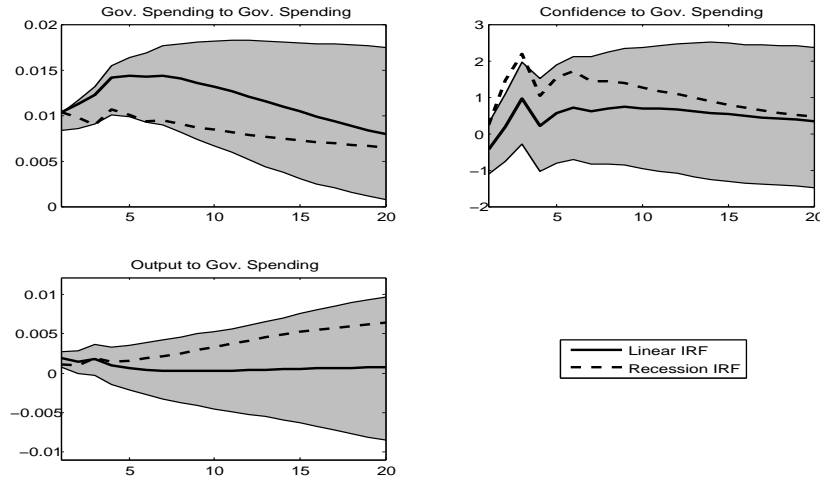 Gov. Spending to Gov. Spending
0.02
0.015
0.01
0.005
0
5 10 15 20
Confidence to Gov. Spending
3
2
1
0
−1
−2
5 10 15 20
Output to Gov. Spending
0.01
0.005
0
−0.005
−0.01
5 10 15 20
Linear IRF
Recession IRF